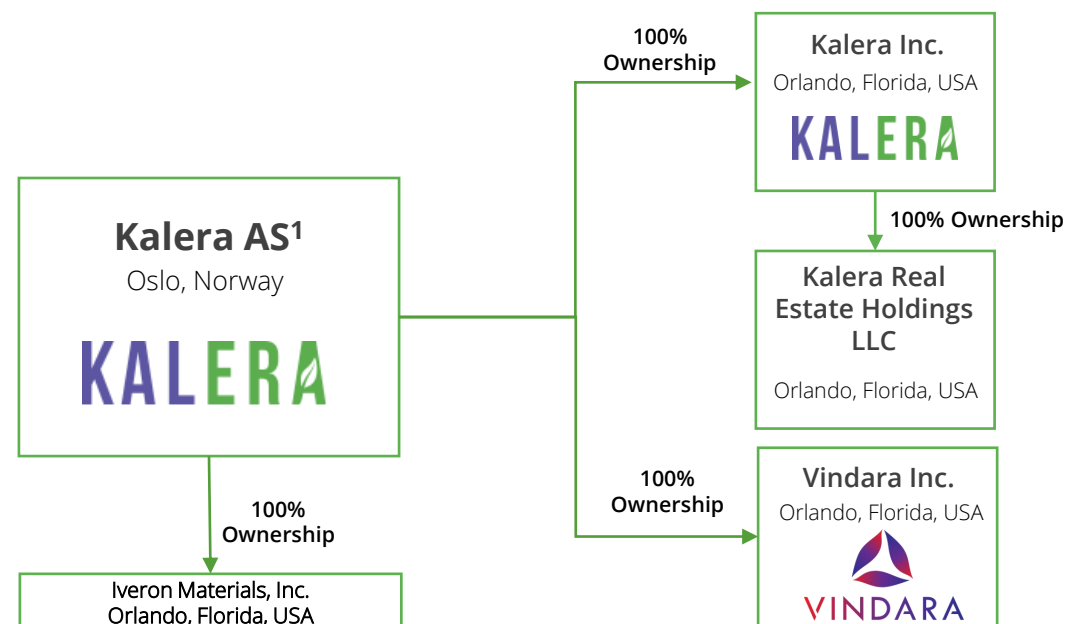 100%
Ownership
Kalera Inc.
Orlando, Florida, USA
KALERA
100% Ownership
Kalera AS¹
Oslo, Norway
KALERA
Kalera Real
Estate Holdings
LLC
Orlando, Florida, USA
100%
Ownership
Vindara Inc.
Orlando, Florida, USA
VINDARA
100%
Ownership
Iveron Materials, Inc.
Orlando, Florida, USA